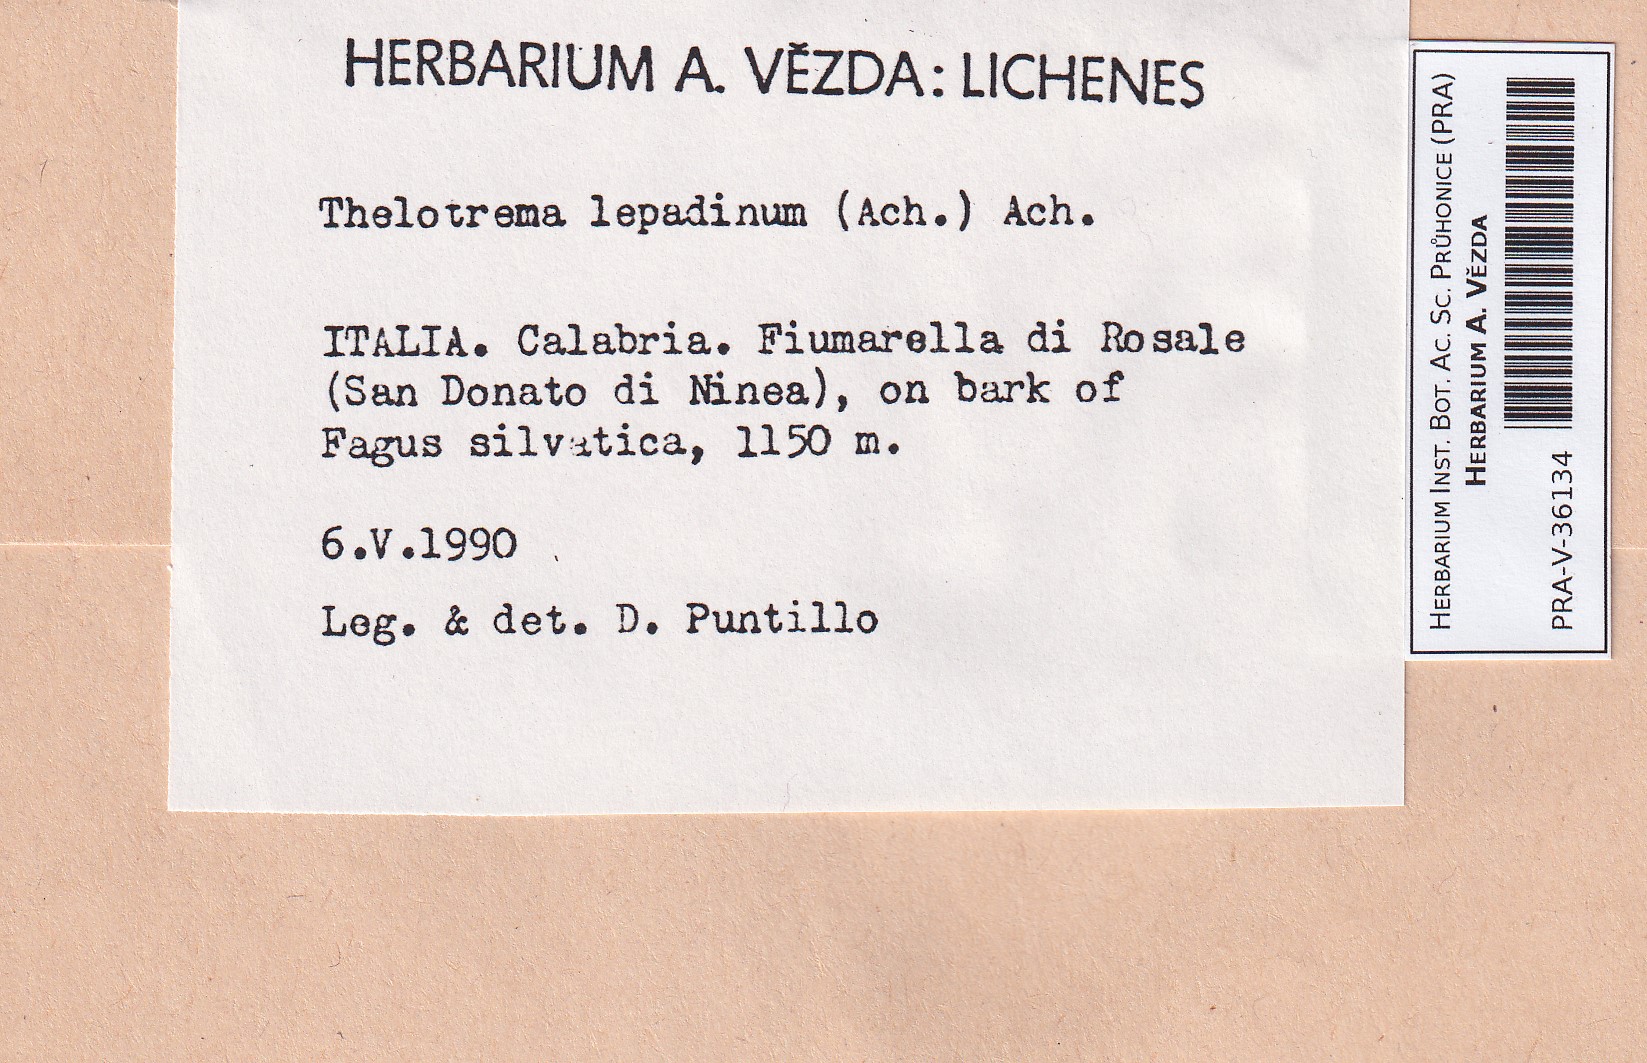 HERBARIUM A. VĚZDA: LICHENES
Thelotrema lepadinum (Ach.) Ach.
ITALIA. Calabria. Fiumarella di Rosale
(San Donato di Ninea), on bark of
Fagus silvatica, 1150 m.
6.V.1990
Leg. & det. D. Puntillo
HERBARIUM INST. BOT. AC. SC. PRŮHONICE (PRA)
HERBARIUM A. VĚZDA
PRA-V-36134